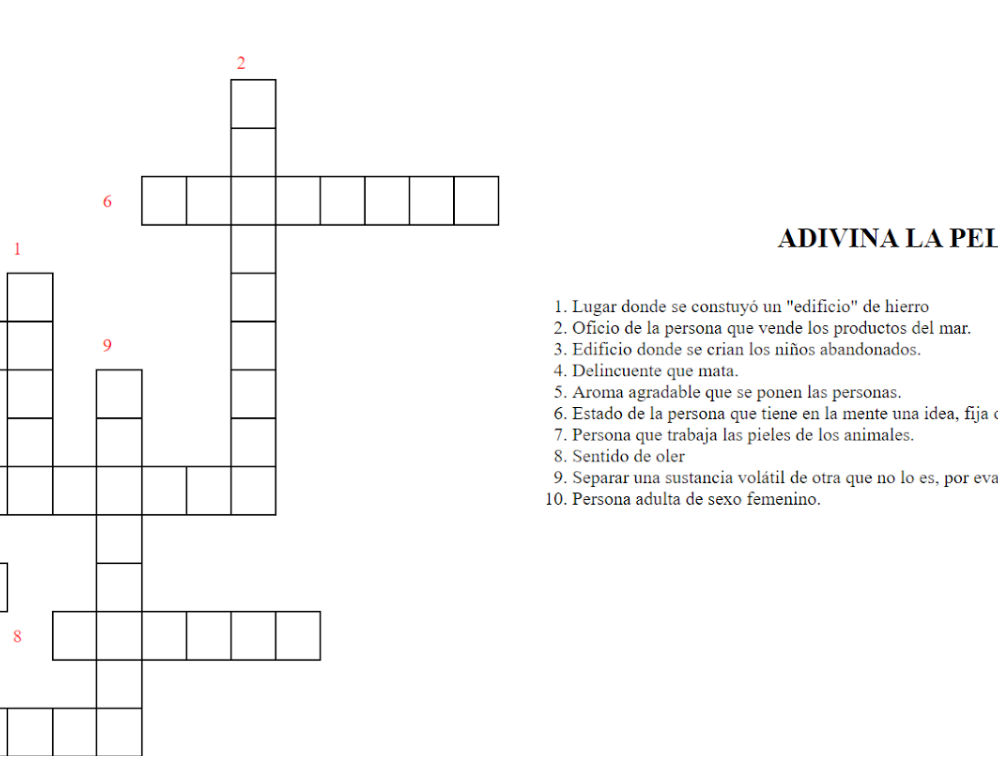 2
6
1
9
8
ADIVINA LA PEL
1. Lugar donde se constuyó un "edificio" de hierro
2. Oficio de la persona que vende los productos del mar.
3. Edificio donde se crian los niños abandonados.
4. Delincuente que mata.
5. Aroma agradable que se ponen las personas.
6. Estado de la persona que tiene en la mente una idea, fija
7. Persona que trabaja las pieles de los animales.
8. Sentido de oler
9. Separar una sustancia volátil de otra que no lo es, por eva
10. Persona adulta de sexo femenino.